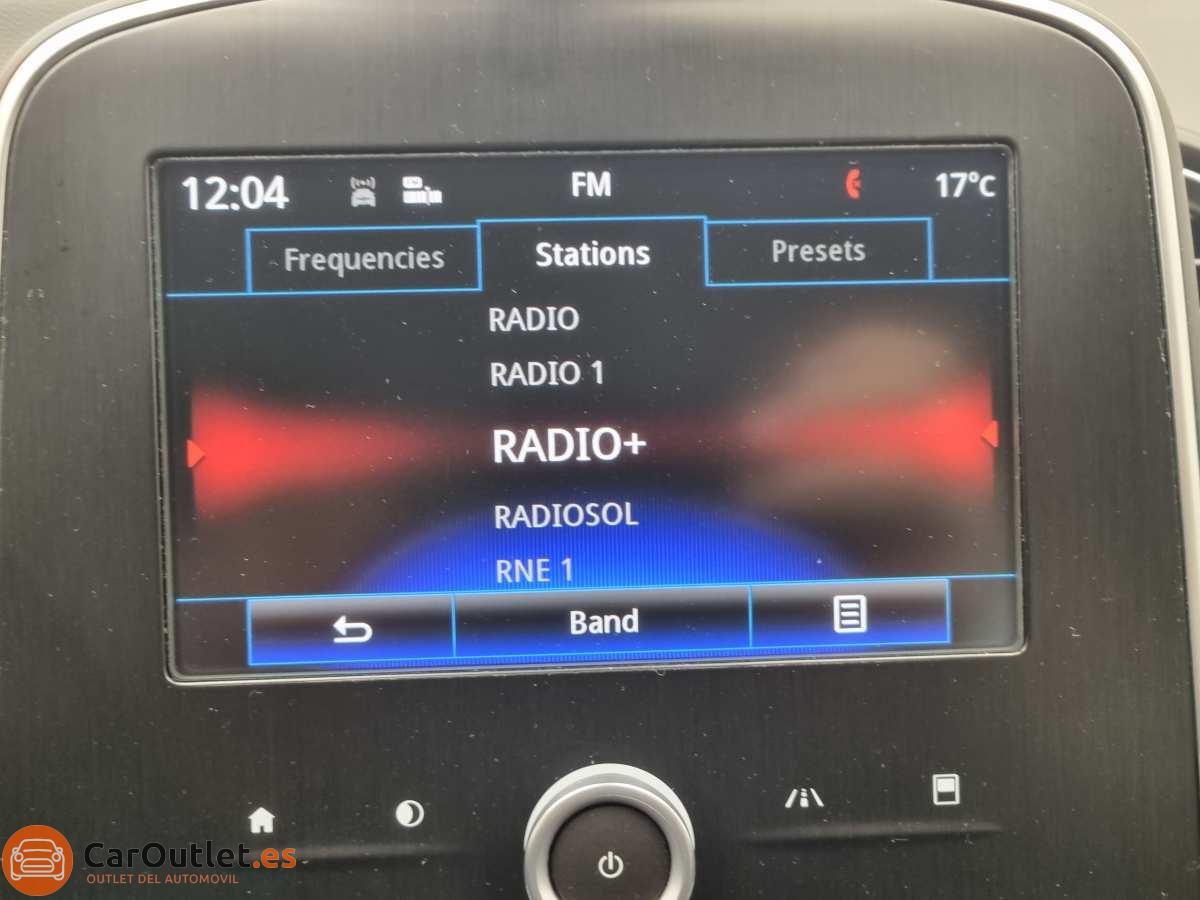 12:04 FM 17°C
Frequencies Stations Presets
RADIO
RADIO 1
RADIO+
RADIOSOL
RNE 1
Band
CarOutlet.es
OUTLET DEL AUTOMOVIL